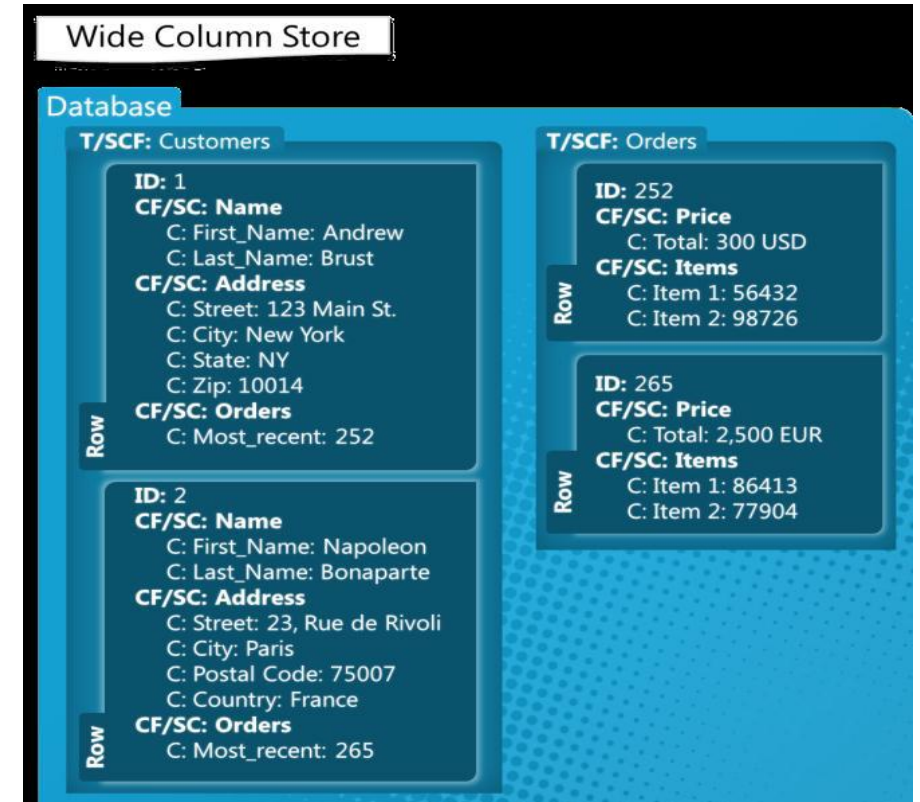 Wide Column Store
Database
T/SCF: Customers
ID: 1
CF/SC: Name
C: First_Name: Andrew
C: Last_Name: Brust
CF/SC: Address
C: Street: 123 Main St.
C: City: New York
C: State: NY
C: Zip: 10014
CF/SC: Orders
C: Most_recent: 252
Row
ID: 2
CF/SC: Name
C: First_Name: Napoleon
C: Last_Name: Bonaparte
CF/SC: Address
C: Street: 23, Rue de Rivoli
C: City: Paris
C: Postal Code: 75007
C: Country: France
CF/SC: Orders
C: Most_recent: 265
Row
T/SCF: Orders
ID: 252
CF/SC: Price
C: Total: 300 USD
CF/SC: Items
C: Item 1: 56432
C: Item 2: 98726
Row
ID: 265
CF/SC: Price
C: Total: 2,500 EUR
CF/SC: Items
C: Item 1: 86413
C: Item 2: 77904
Row